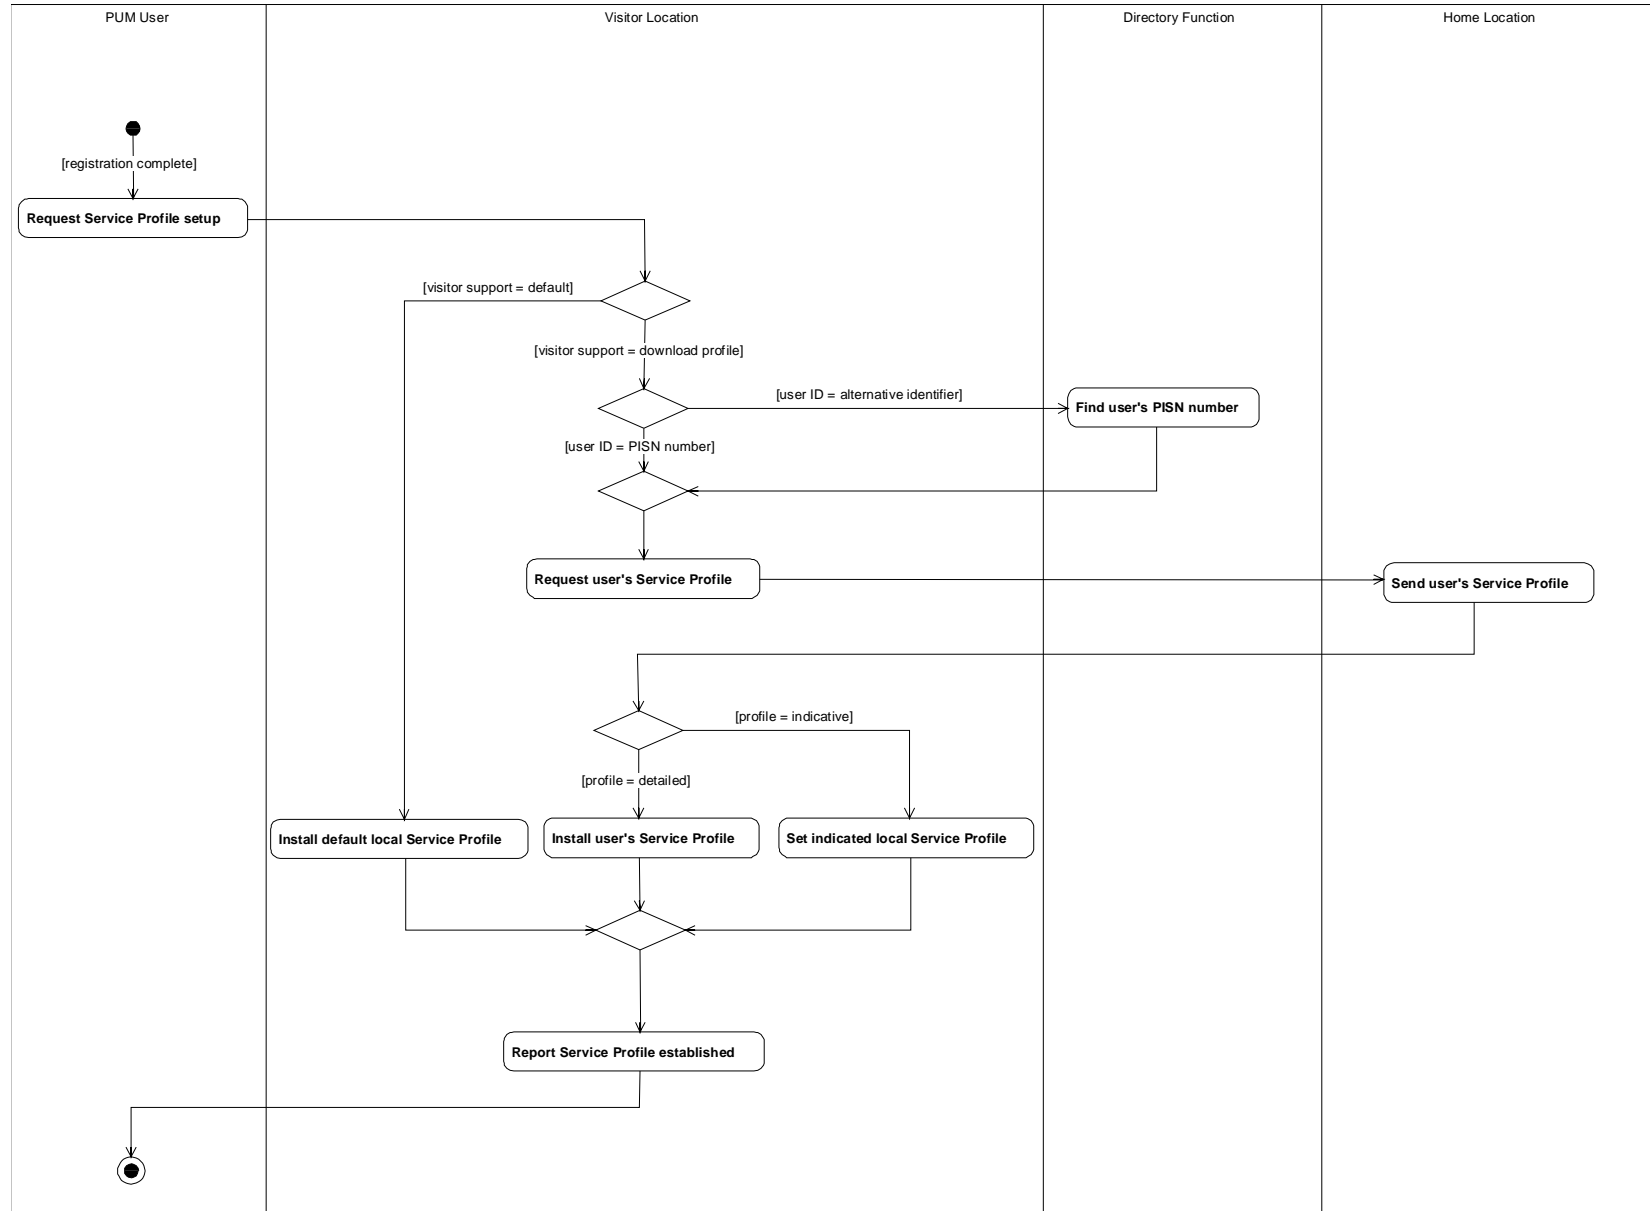 PUM User
Visitor Location
Directory Function
Home Location
[registration complete]
Request Service Profile setup
[visitor support = default]
[visitor support = download profile]
[user ID = alternative identifier]
Find user's PISN number
[user ID = PISN number]
Request user's Service Profile
Send user's Service Profile
[profile = indicative]
[profile = detailed]
Install default local Service Profile
Install user's Service Profile
Set indicated local Service Profile
Report Service Profile established